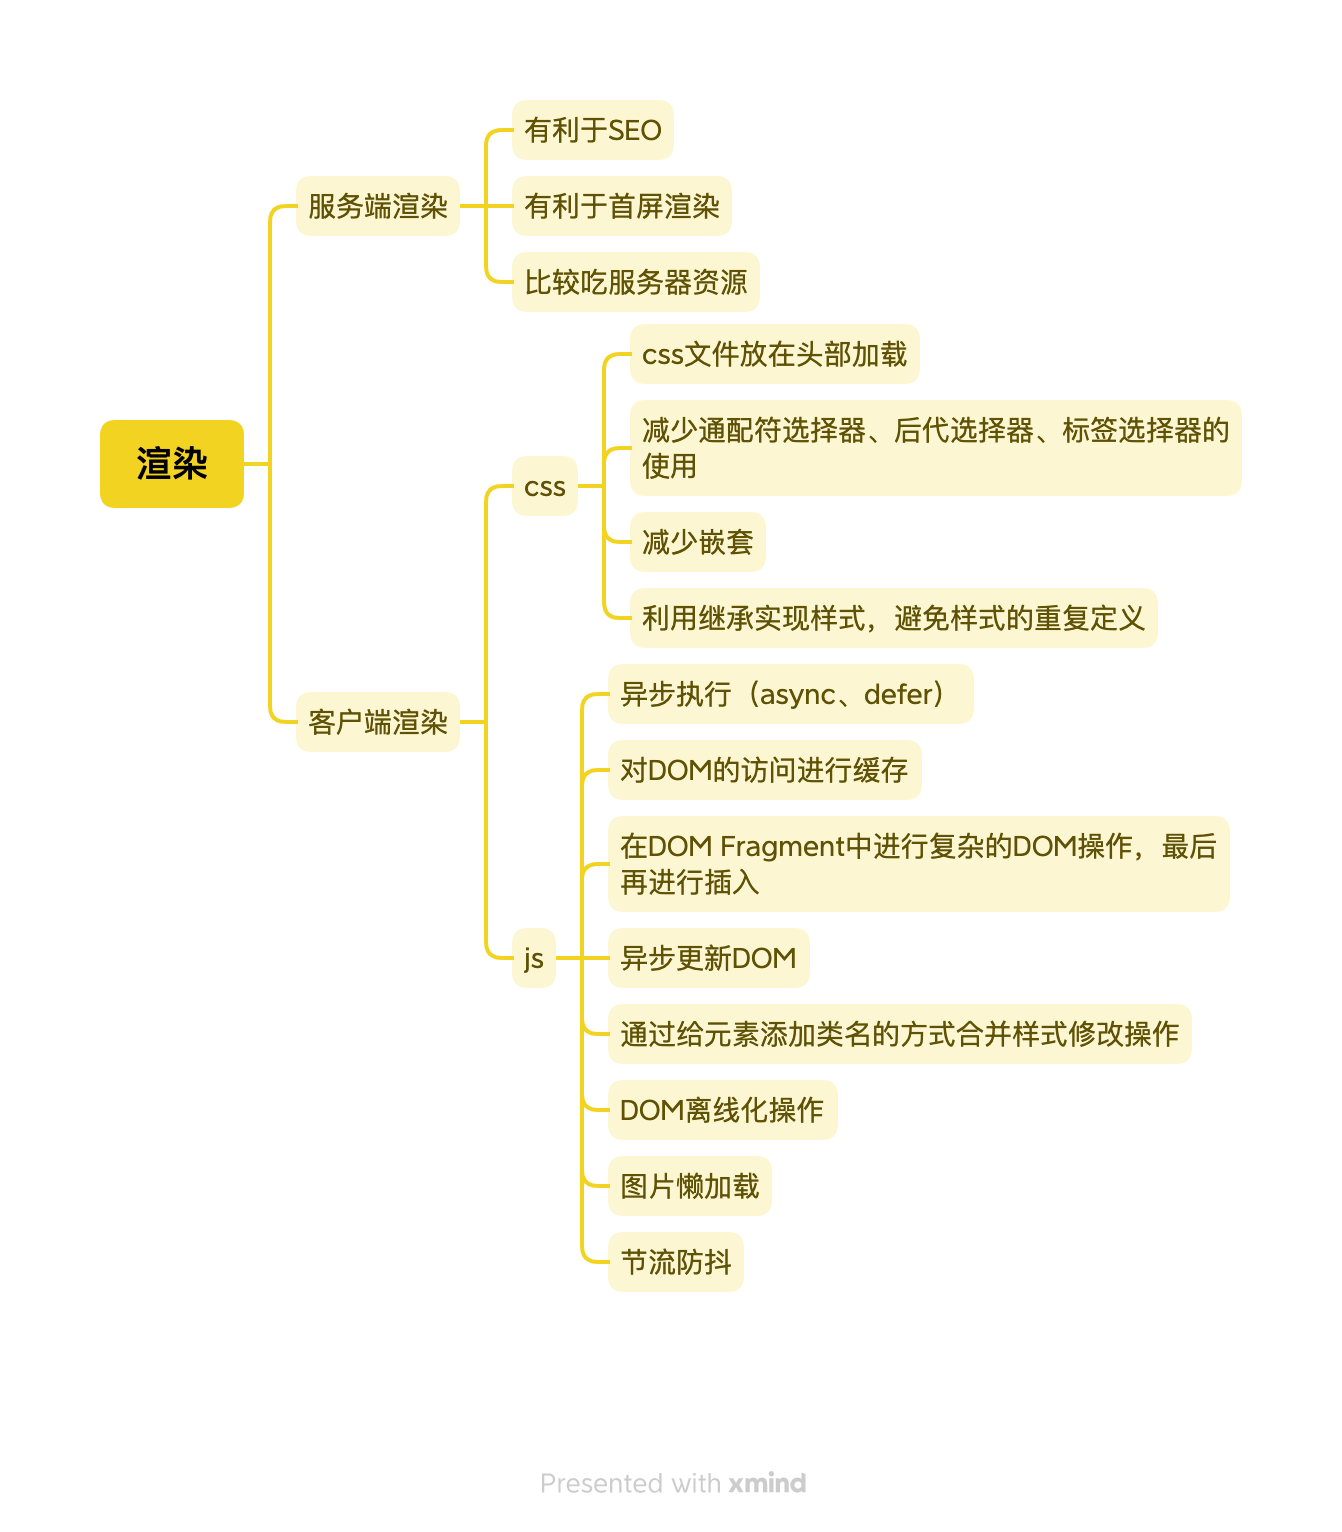 有利于SEO
服务端渲染
有利于首屏渲染
比较吃服务器资源
css文件放在头部加载
减少通配符选择器、后代选择器、标签选择器的
使用
渲染
css
减少嵌套
利用继承实现样式，避免样式的重复定义
异步执行（async、defer）
客户端渲染
对DOM的访问进行缓存
在DOM Fragment中进行复杂的DOM操作，最后
再进行插入
js
异步更新DOM
通过给元素添加类名的方式合并样式修改操作
DOM离线化操作
图片懒加载
节流防抖
Presented with xmind